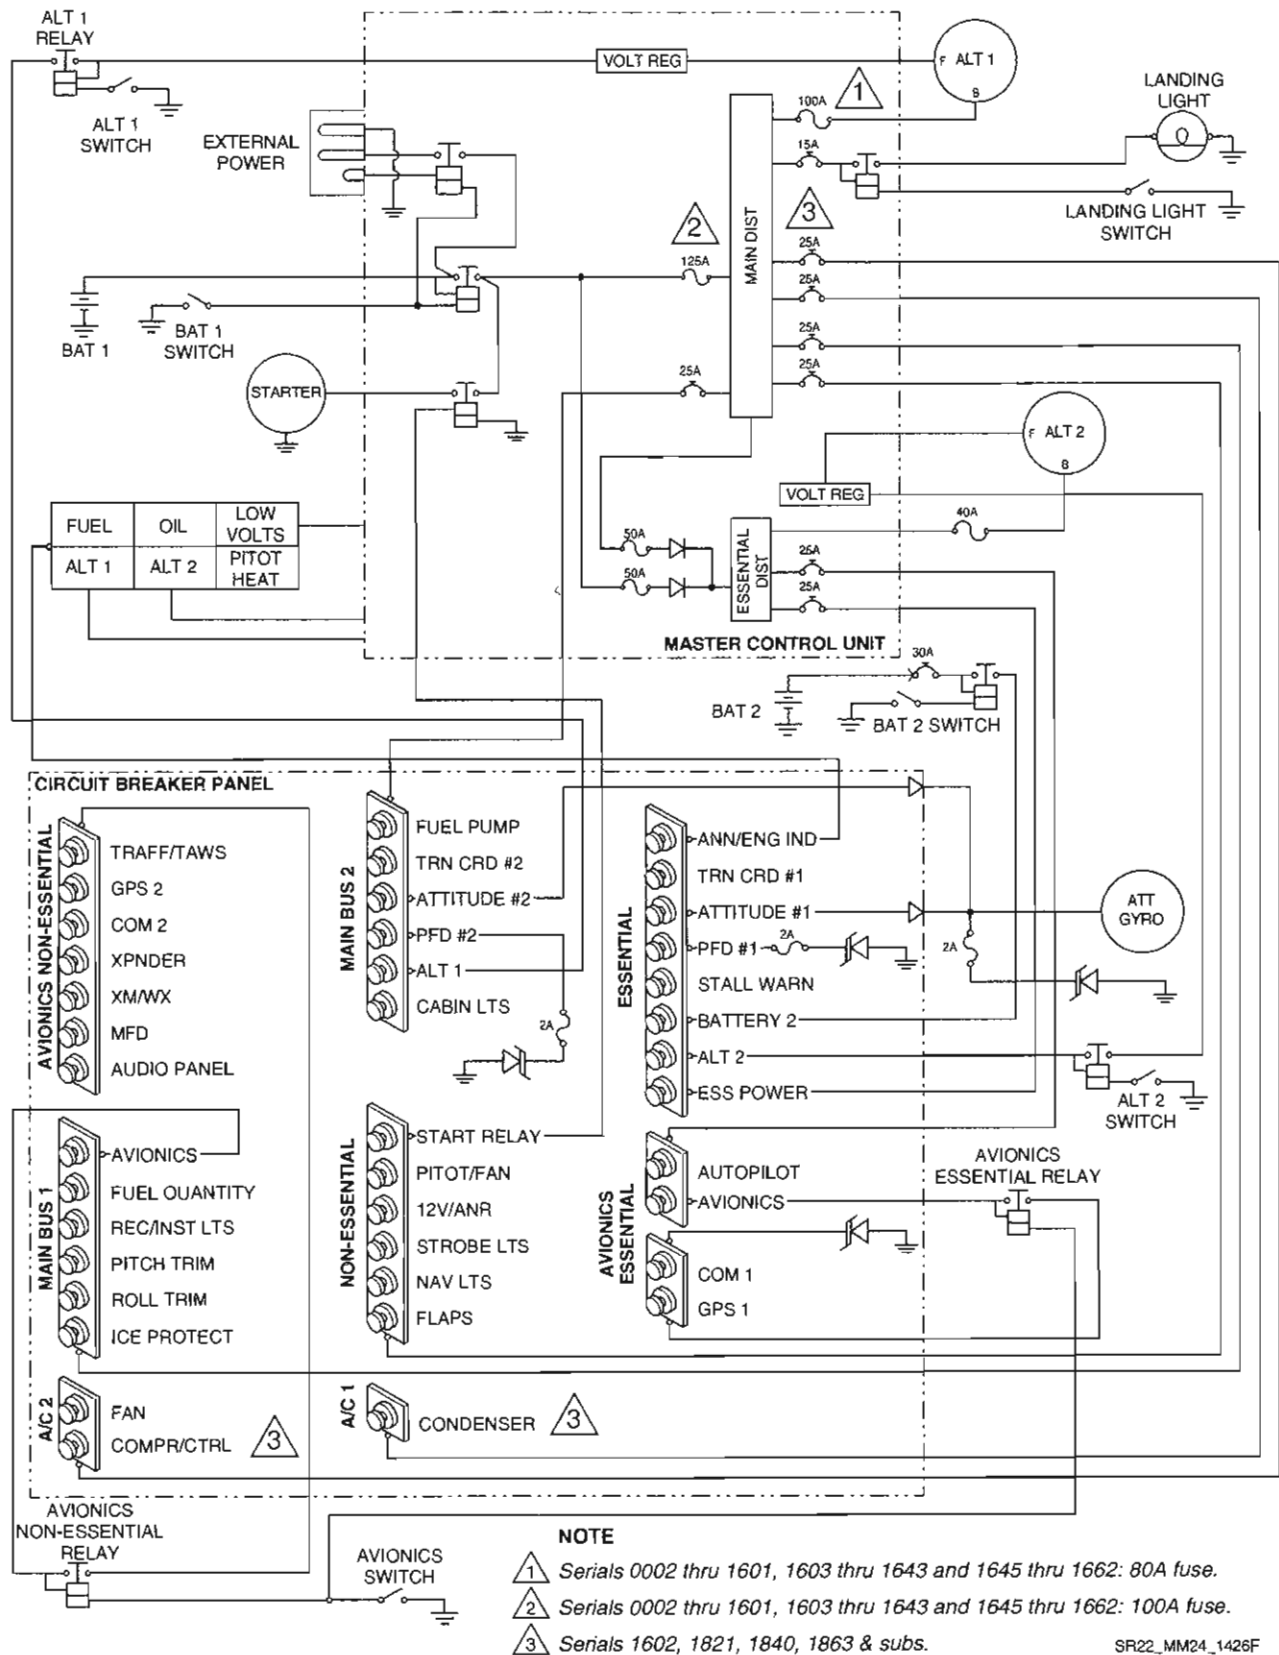 ALT 1
RELAY
VOLT REG
F ALT 1
B
ALT 1
SWITCH
EXTERNAL
POWER
100A
1
LANDING
LIGHT
15A
LANDING LIGHT
SWITCH
MAIN DIST
2
3
125A
25A
25A
25A
25A
25A
BAT 1
BAT 1
SWITCH
STARTER
F ALT 2
B
VOLT REG
40A
FUEL
OIL
LOW
VOLTS
ALT 1
ALT 2
PITOT
HEAT
50A
50A
ESSENTIAL
DIST
25A
25A
MASTER CONTROL UNIT
30A
BAT 2
BAT 2 SWITCH
CIRCUIT BREAKER PANEL
AVIONICS NON-ESSENTIAL
TRAFF/TAWS
GPS 2
COM 2
XPNDER
XM/WX
MFD
AUDIO PANEL
MAIN BUS 2
FUEL PUMP
TRN CRD #2
ATTITUDE #2
PFD #2
ALT 1
CABIN LTS
2A
ESSENTIAL
ANN/ENG IND
TRN CRD #1
ATTITUDE #1
PFD #1
2A
STALL WARN
BATTERY 2
ALT 2
ESS POWER
ATT
GYRO
2A
ALT 2
SWITCH
MAIN BUS 1
AVIONICS
FUEL QUANTITY
REC/INST LTS
PITCH TRIM
ROLL TRIM
ICE PROTECT
NON-ESSENTIAL
START RELAY
PITOT/FAN
12V/ANR
STROBE LTS
NAV LTS
FLAPS
AVIONICS
ESSENTIAL
AUTOPILOT
AVIONICS
COM 1
GPS 1
AVIONICS
ESSENTIAL RELAY
A/C 2
FAN
COMPR/CTRL
3
A/C 1
CONDENSER
3
AVIONICS
NON-ESSENTIAL
RELAY
AVIONICS
SWITCH
NOTE
1 Serials 0002 thru 1601, 1603 thru 1643 and 1645 thru 1662: 80A fuse.
2 Serials 0002 thru 1601, 1603 thru 1643 and 1645 thru 1662: 100A fuse.
3 Serials 1602, 1821, 1840, 1863 & subs.
SR22_MM24_1426F